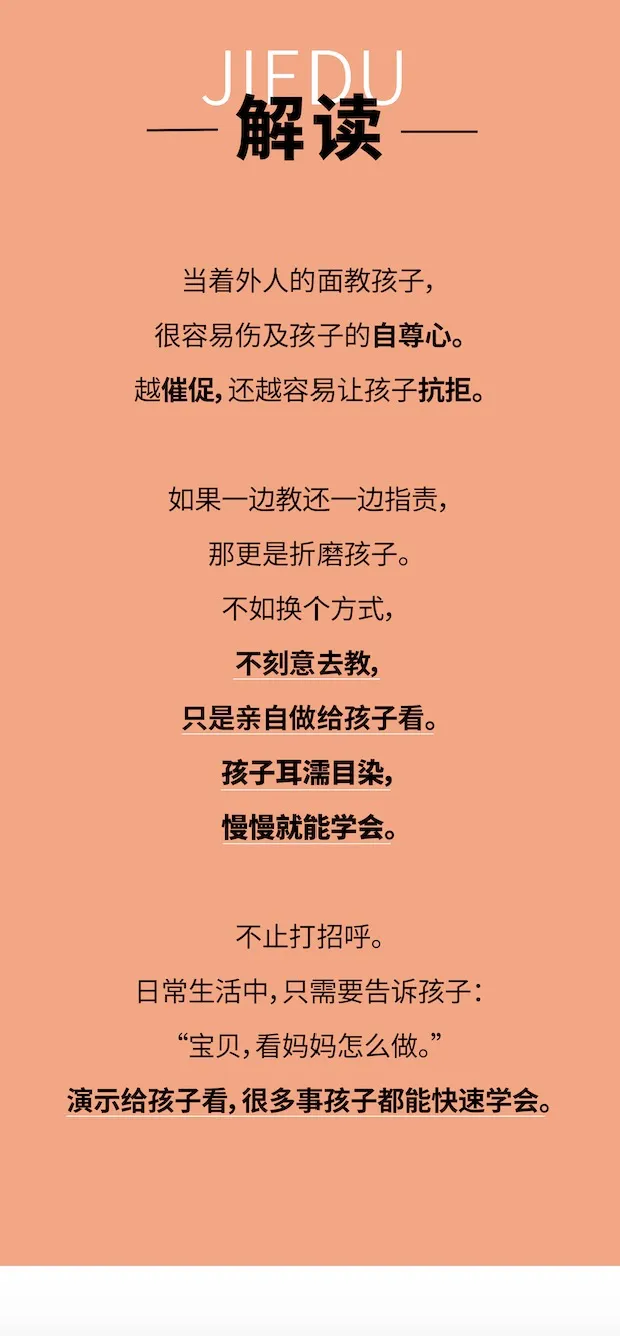 JIEDU
解读
当着外人的面教孩子，
很容易伤及孩子的自尊心。
越催促，还越容易让孩子抗拒。
如果一边教还一边指责，
那更是折磨孩子。
不如换个方式，
不刻意去教，
只是亲自做给孩子看。
孩子耳濡目染，
慢慢就能学会。
不止打招呼。
日常生活中，只需要告诉孩子：
“宝贝，看妈妈怎么做。”
演示给孩子看，很多事孩子都能快速学会。